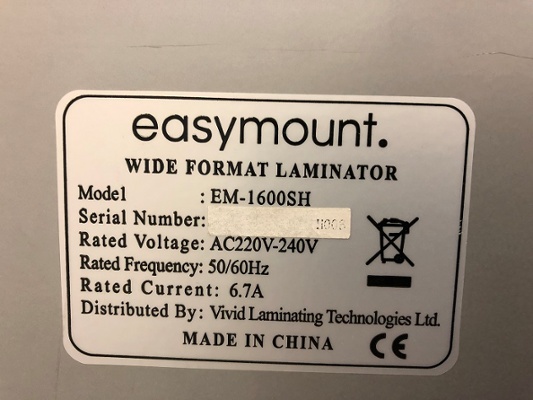 easymount.
WIDE FORMAT LAMINATOR
Model : EM-1600SH
Serial Number:
Rated Voltage: AC220V-240V
Rated Frequency: 50/60Hz
Rated Current: 6.7A
Distributed By: Vivid Laminating Technologies Ltd.
MADE IN CHINA CE